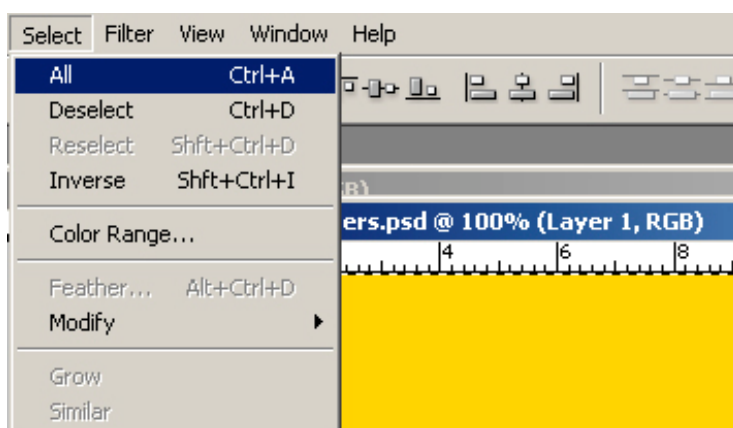 Select Filter View Window Help
All Ctrl+A
Deselect Ctrl+D
Reselect Shft+Ctrl+D
Inverse Shft+Ctrl+I
B)
ers.psd @ 100% (Layer 1, RGB)
Color Range...
4 6 8
Feather... Alt+Ctrl+D
Modify
Grow
Similar